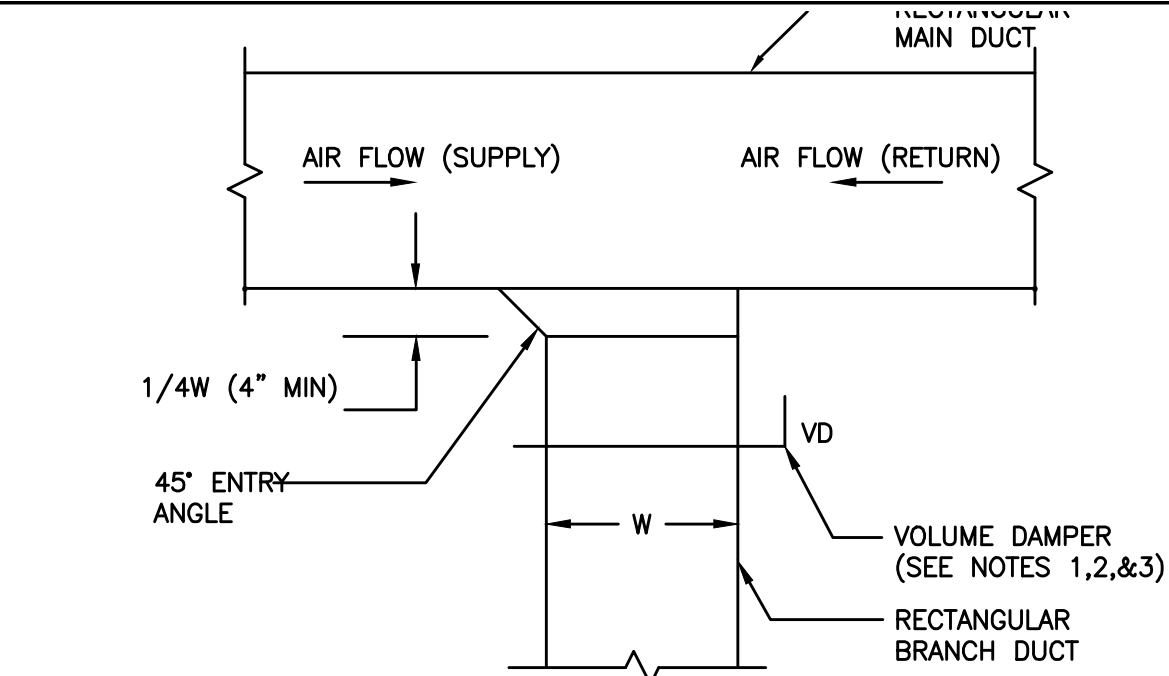 RECTANGULAR
MAIN DUCT
AIR FLOW (SUPPLY)
AIR FLOW (RETURN)
1/4W (4” MIN)
VD
45° ENTRY
ANGLE
W
VOLUME DAMPER
(SEE NOTES 1,2,&3)
RECTANGULAR
BRANCH DUCT